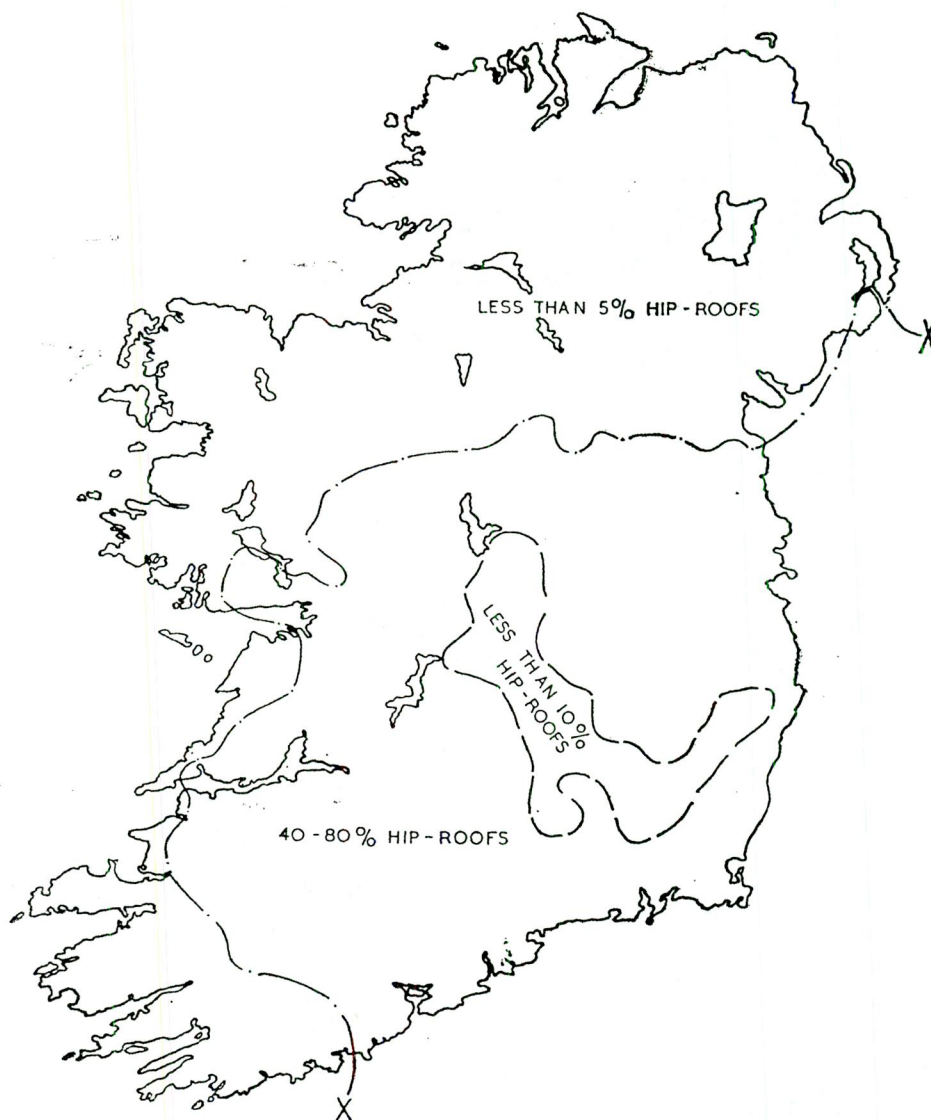 LESS THAN 5% HIP-ROOFS
X
LESS THAN 10%
HIP-ROOFS
40-80% HIP-ROOFS
X